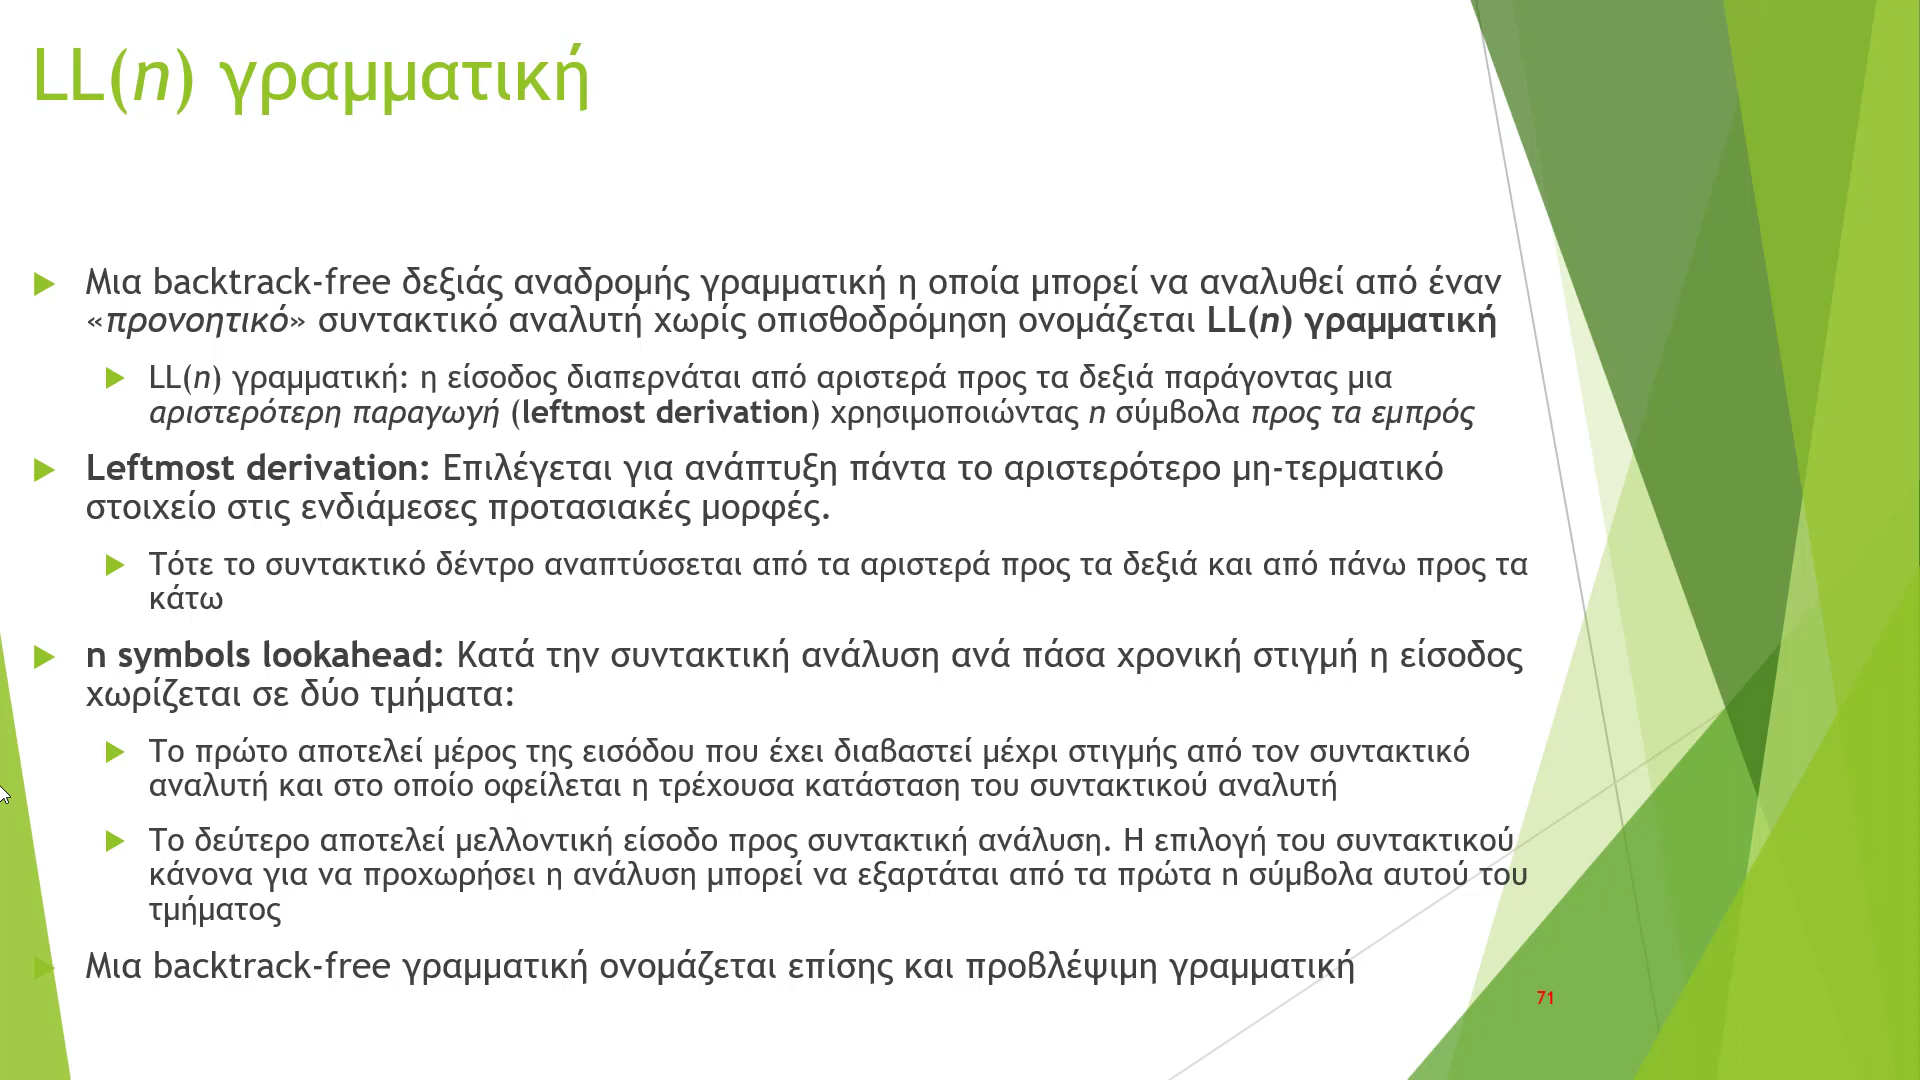 LL(n) γραμματική
Μια backtrack-free δεξιάς αναδρομής γραμματική η οποία μπορεί να αναλυθεί από έναν
«προνοητικό» συντακτικό αναλυτή χωρίς οπισθοδρόμηση ονομάζεται LL(n) γραμματική
LL(n) γραμματική: η είσοδος διαπερνάται από αριστερά προς τα δεξιά παράγοντας μια
αριστερότερη παραγωγή (leftmost derivation) χρησιμοποιώντας n σύμβολα προς τα εμπρός
Leftmost derivation: Επιλέγεται για ανάπτυξη πάντα το αριστερότερο μη-τερματικό
στοιχείο στις ενδιάμεσες προτασιακές μορφές.
Τότε το συντακτικό δέντρο αναπτύσσεται από τα αριστερά προς τα δεξιά και από πάνω προς τα
κάτω
n symbols lookahead: Κατά την συντακτική ανάλυση ανά πάσα χρονική στιγμή η είσοδος
χωρίζεται σε δύο τμήματα:
Το πρώτο αποτελεί μέρος της εισόδου που έχει διαβαστεί μέχρι στιγμής από τον συντακτικό
αναλυτή και στο οποίο οφείλεται η τρέχουσα κατάσταση του συντακτικού αναλυτή
Το δεύτερο αποτελεί μελλοντική είσοδο προς συντακτική ανάλυση. Η επιλογή του συντακτικού
κάνονα για να προχωρήσει η ανάλυση μπορεί να εξαρτάται από τα πρώτα n σύμβολα αυτού του
τμήματος
Μια backtrack-free γραμματική ονομάζεται επίσης και προβλέψιμη γραμματική
71